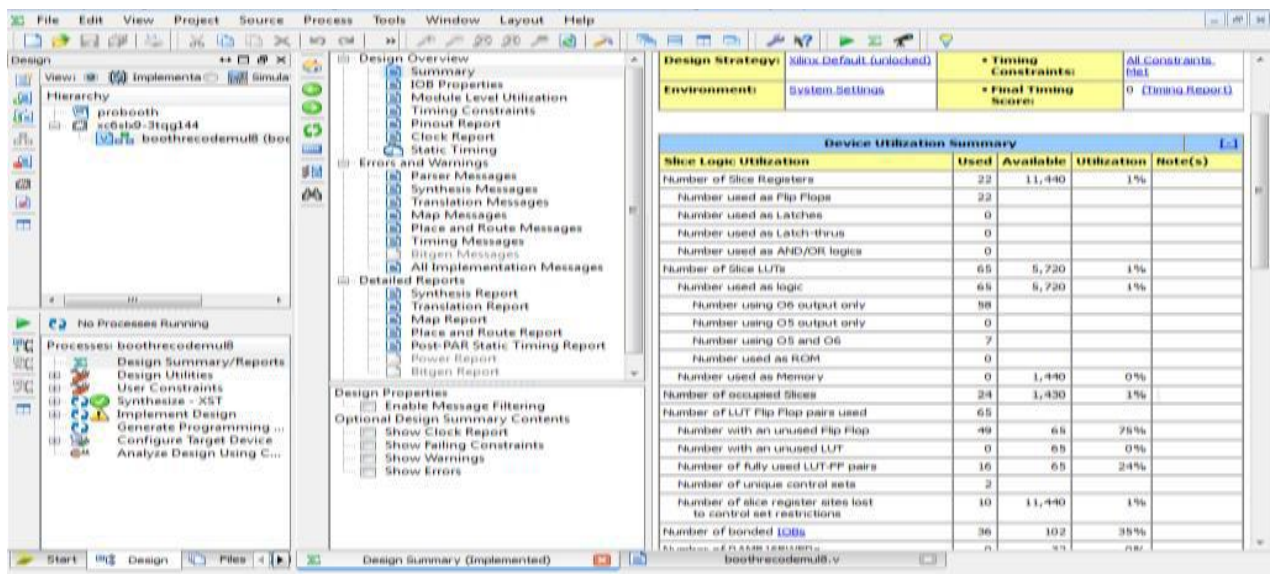 File Edit View Project Source Process Tools Window Layout Help
Design
View: Implementa Simula
Hierarchy
probooth
xc6slx9-3tqg144
boothrecodemul8 (boo
No Processes Running
Processes: boothrecodemul8
Design Summary/Reports
Design Utilities
User Constraints
Synthesize - XST
Implement Design
Generate Programming ...
Configure Target Device
Analyze Design Using C...
Start Design Files
Design Overview
Summary
IOB Properties
Module Level Utilization
Timing Constraints
Pinout Report
Clock Report
Static Timing
Errors and Warnings
Parser Messages
Synthesis Messages
Translation Messages
Map Messages
Place and Route Messages
Timing Messages
Bitgen Messages
All Implementation Messages
Detailed Reports
Synthesis Report
Translation Report
Map Report
Place and Route Report
Post-PAR Static Timing Report
Power Report
Bitgen Report
Design Properties
Enable Message Filtering
Optional Design Summary Contents
Show Clock Report
Show Failing Constraints
Show Warnings
Show Errors
Design Summary (Implemented)
boothrecodemul8.v
Design Strategy: Xilinx Default (unlocked) • Timing Constraints: All Constraints Met
Environment: System Settings • Final Timing Score: 0 (Timing Report)
Device Utilization Summary [-]
Slice Logic Utilization Used Available Utilization Note(s)
Number of Slice Registers 22 11,440 1%
Number used as Flip Flops 22
Number used as Latches 0
Number used as Latch-thrus 0
Number used as AND/OR logics 0
Number of Slice LUTs 65 5,720 1%
Number used as logic 65 5,720 1%
Number using O6 output only 58
Number using O5 output only 0
Number using O5 and O6 7
Number used as ROM 0
Number used as Memory 0 1,440 0%
Number of occupied Slices 24 1,430 1%
Number of LUT Flip Flop pairs used 65
Number with an unused Flip Flop 49 65 75%
Number with an unused LUT 0 65 0%
Number of fully used LUT-FF pairs 16 65 24%
Number of unique control sets 2
Number of slice register sites lost
to control set restrictions 10 11,440 1%
Number of bonded IOBs 36 102 35%